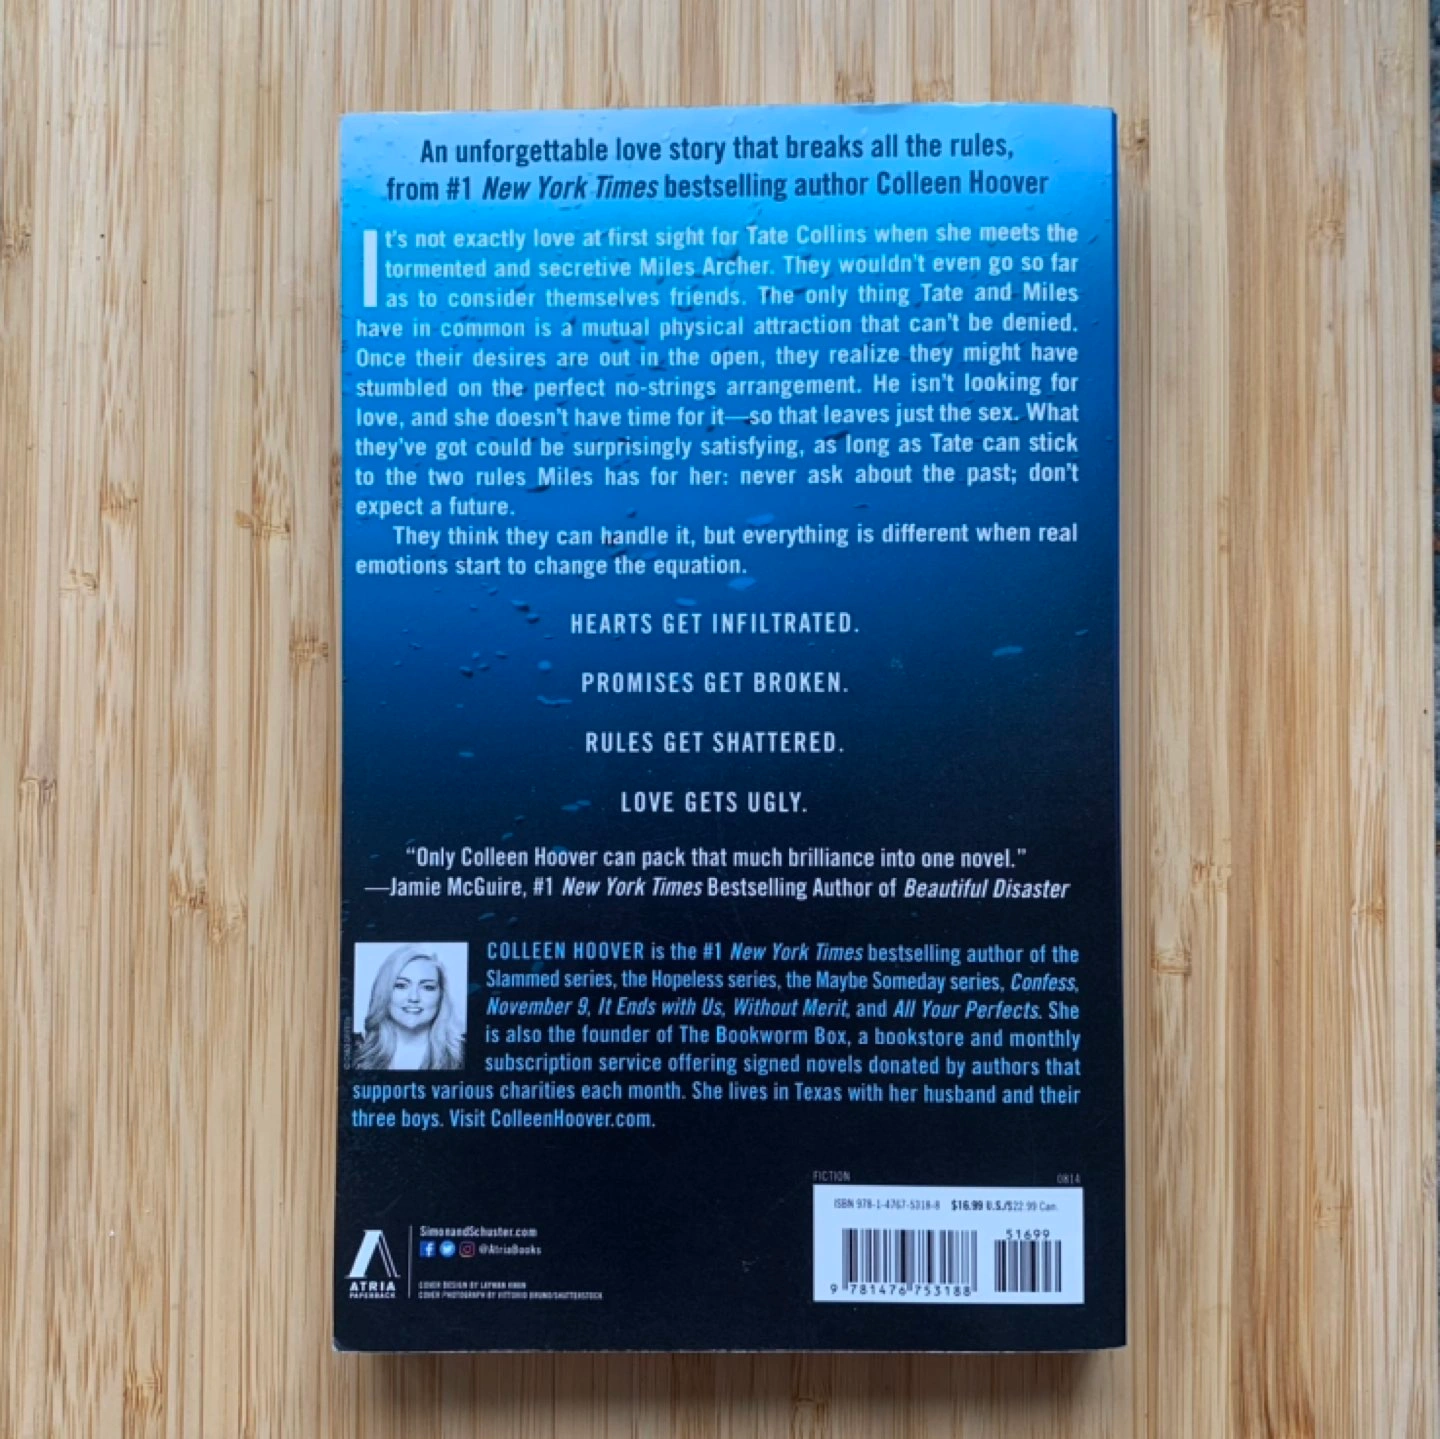 An unforgettable love story that breaks all the rules,
from #1 New York Times bestselling author Colleen Hoover
It's not exactly love at first sight for Tate Collins when she meets the
tormented and secretive Miles Archer. They wouldn't even go so far
as to consider themselves friends. The only thing Tate and Miles
have in common is a mutual physical attraction that can't be denied.
Once their desires are out in the open, they realize they might have
stumbled on the perfect no-strings arrangement. He isn't looking for
love, and she doesn't have time for it—so that leaves just the sex. What
they've got could be surprisingly satisfying, as long as Tate can stick
to the two rules Miles has for her: never ask about the past; don't
expect a future.
They think they can handle it, but everything is different when real
emotions start to change the equation.
HEARTS GET INFILTRATED.
PROMISES GET BROKEN.
RULES GET SHATTERED.
LOVE GETS UGLY.
“Only Colleen Hoover can pack that much brilliance into one novel.”
—Jamie McGuire, #1 New York Times Bestselling Author of Beautiful Disaster
COLLEEN HOOVER is the #1 New York Times bestselling author of the
Slammed series, the Hopeless series, the Maybe Someday series, Confess,
November 9, It Ends with Us, Without Merit, and All Your Perfects. She
is also the founder of The Bookworm Box, a bookstore and monthly
subscription service offering signed novels donated by authors that
supports various charities each month. She lives in Texas with her husband and their
three boys. Visit ColleenHoover.com.
FICTION 0814
ISBN 978-1-4767-5318-8 $16.99 U.S./$22.99 Can.
51699
9 781476 753188
SimonandSchuster.com
@AtriaBooks
ATRIA
PAPERBACK
COVER DESIGN BY
COVER PHOTOGRAPH BY VITTORIO BRUNO/SHUTTERSTOCK